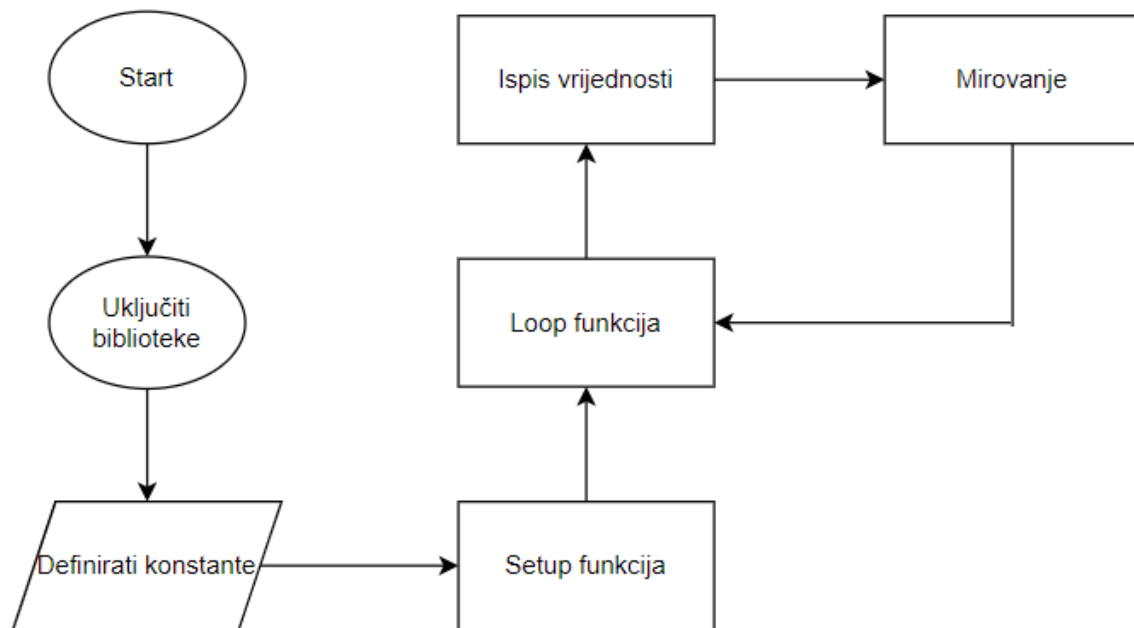 Start
Uključiti
biblioteke
Definirati konstante
Setup funkcija
Loop funkcija
Ispis vrijednosti
Mirovanje